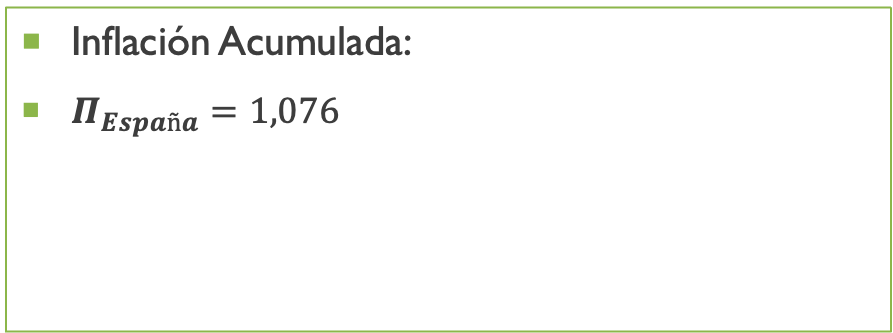 Inflación Acumulada:
Π_España = 1,076